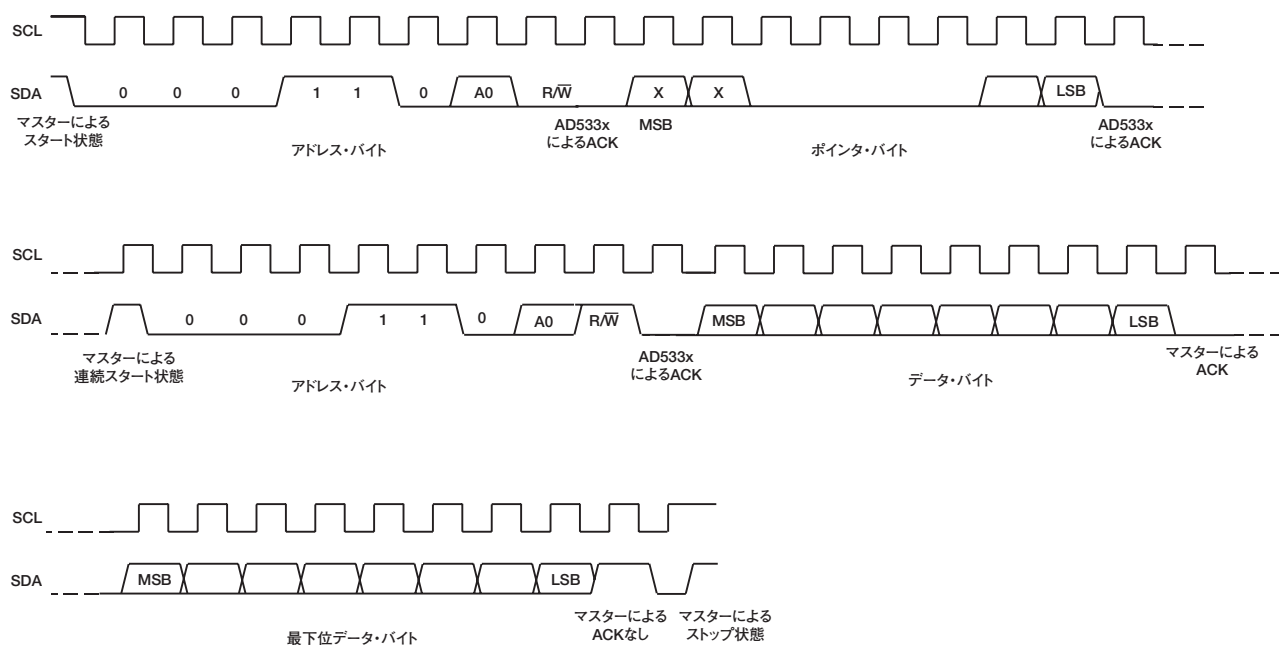 SCL
SDA
0 0 0 1 1 0 A0 R/W̅ X X LSB
マスターによる
スタート状態
アドレス・バイト
AD533x
によるACK
MSB
ポインタ・バイト
AD533x
によるACK
SCL
SDA
0 0 0 1 1 0 A0 R/W̅ MSB LSB
マスターによる
連続スタート状態
アドレス・バイト
AD533x
によるACK
データ・バイト
マスターによる
ACK
SCL
SDA
MSB LSB
最下位データ・バイト
マスターによる
ACKなし
マスターによる
ストップ状態